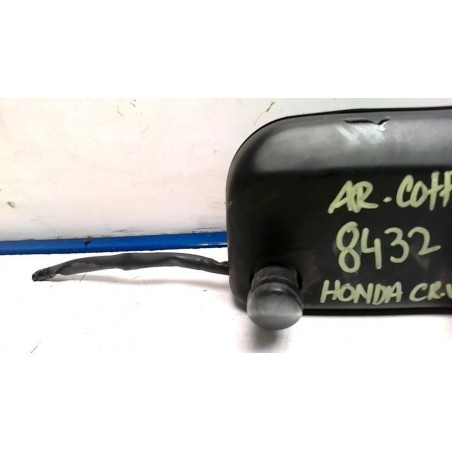 AR. COFF
8432
HONDA CR.V